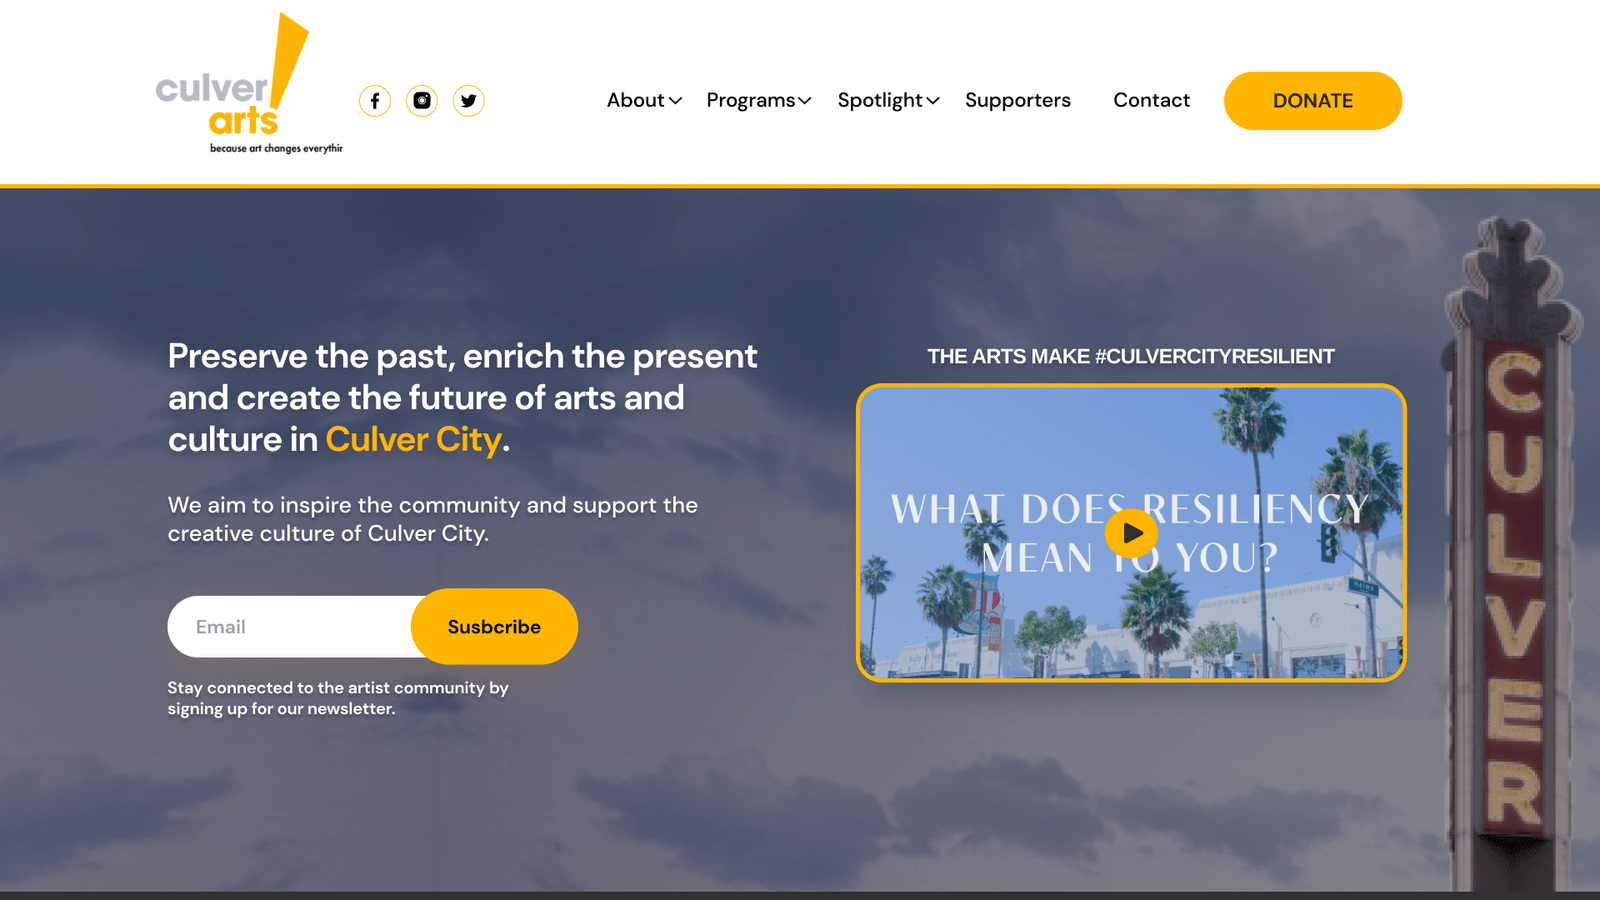 culver
arts
because art changes everythin
About
Programs
Spotlight
Supporters
Contact
DONATE
Preserve the past, enrich the present
and create the future of arts and
culture in Culver City.
We aim to inspire the community and support the
creative culture of Culver City.
Email
Susbcribe
Stay connected to the artist community by
signing up for our newsletter.
THE ARTS MAKE #CULVERCITYRESILIENT
WHAT DOES RESILIENCY
MEAN TO YOU?
CULVER